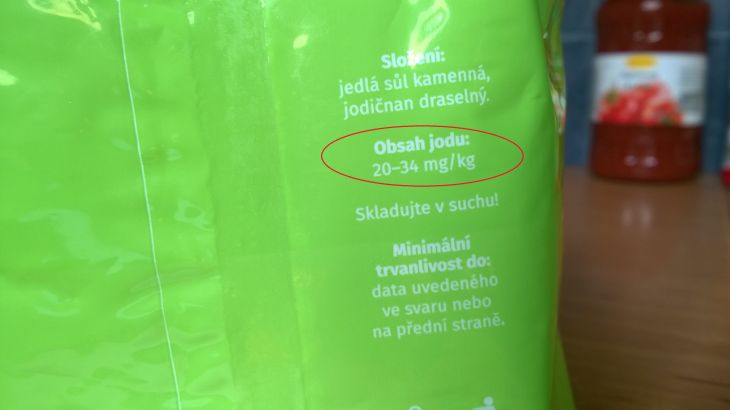 Složení:
jedlá sůl kamenná,
jodičnan draselný.
Obsah jodu:
20–34 mg/kg
Skladujte v suchu!
Minimální
trvanlivost do:
data uvedeného
ve svaru nebo
na přední straně.